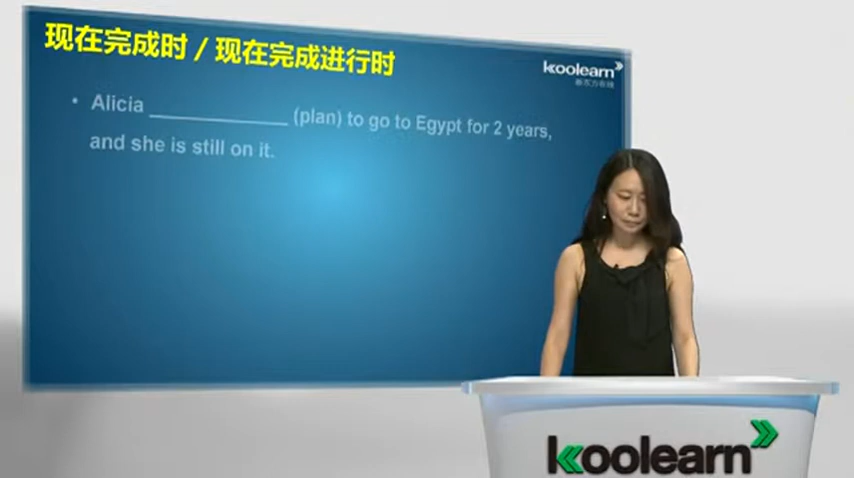 现在完成时 / 现在完成进行时
koolearn
新东方在线
• Alicia ____________ (plan) to go to Egypt for 2 years,
and she is still on it.
koolearn